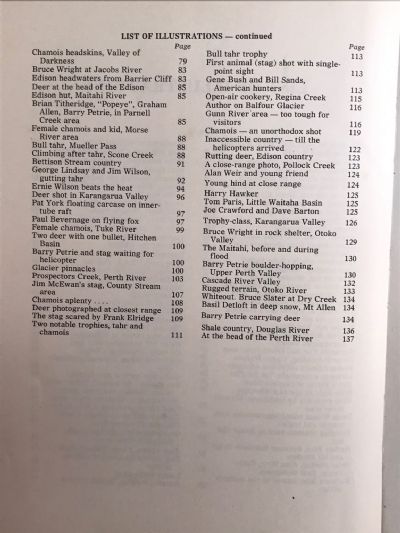 LIST OF ILLUSTRATIONS — continued
Page
Chamois headskins, Valley of
Darkness 79
Bruce Wright at Jacobs River 83
Edison headwaters from Barrier Cliff 83
Deer at the head of the Edison 85
Edison hut, Maitahi River 85
Brian Titheridge, "Popeye", Graham
Allen, Barry Petrie, in Parnell
Creek area 85
Female chamois and kid, Morse
River area 88
Bull tahr, Mueller Pass 88
Climbing after tahr, Scone Creek 88
Bettison Stream country 91
George Lindsay and Jim Wilson,
gutting tahr 92
Ernie Wilson beats the heat 94
Deer shot in Karangarua Valley 96
Pat York floating carcase on inner-
tube raft 97
Paul Bevernage on flying fox 97
Female chamois, Tuke River 99
Two deer with one bullet, Hitchen
Basin 100
Barry Petrie and stag waiting for
helicopter 100
Glacier pinnacles 100
Prospectors Creek, Perth River 103
Jim McEwan's stag, County Stream
area 107
Chamois aplenty .... 108
Deer photographed at closest range 109
The stag scared by Frank Elridge 109
Two notable trophies, tahr and
chamois 111
Page
Bull tahr trophy 113
First animal (stag) shot with single-
point sight 113
Gene Bush and Bill Sands,
American hunters 113
Open-air cookery, Regina Creek 115
Author on Balfour Glacier 116
Gunn River area — too tough for
visitors 116
Chamois — an unorthodox shot 119
Inaccessible country — till the
helicopters arrived 122
Rutting deer, Edison country 123
A close-range photo, Pollock Creek 123
Alan Weir and young friend 124
Young hind at close range 124
Harry Hawker 125
Tom Paris, Little Waitaha Basin 125
Joe Crawford and Dave Barton 125
Trophy-class, Karangarua Valley 126
Bruce Wright in rock shelter, Otoko
Valley 129
The Maitahi, before and during
flood 130
Barry Petrie boulder-hopping,
Upper Perth Valley 130
Cascade River Valley 132
Rugged terrain, Otoko River 133
Whiteout. Bruce Slater at Dry Creek 134
Basil Detloft in deep snow, Mt Allen 134
Barry Petrie carrying deer 134
Shale country, Douglas River 136
At the head of the Perth River 137